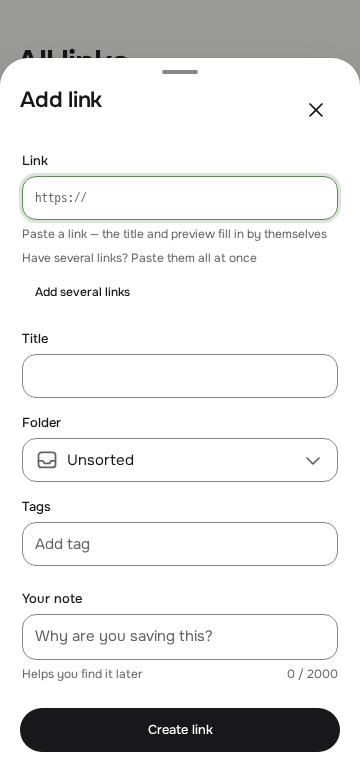 All links
Add link
Link
https://
Paste a link — the title and preview fill in by themselves
Have several links? Paste them all at once
Add several links
Title
Folder
Unsorted
Tags
Add tag
Your note
Why are you saving this?
Helps you find it later
0 / 2000
Create link